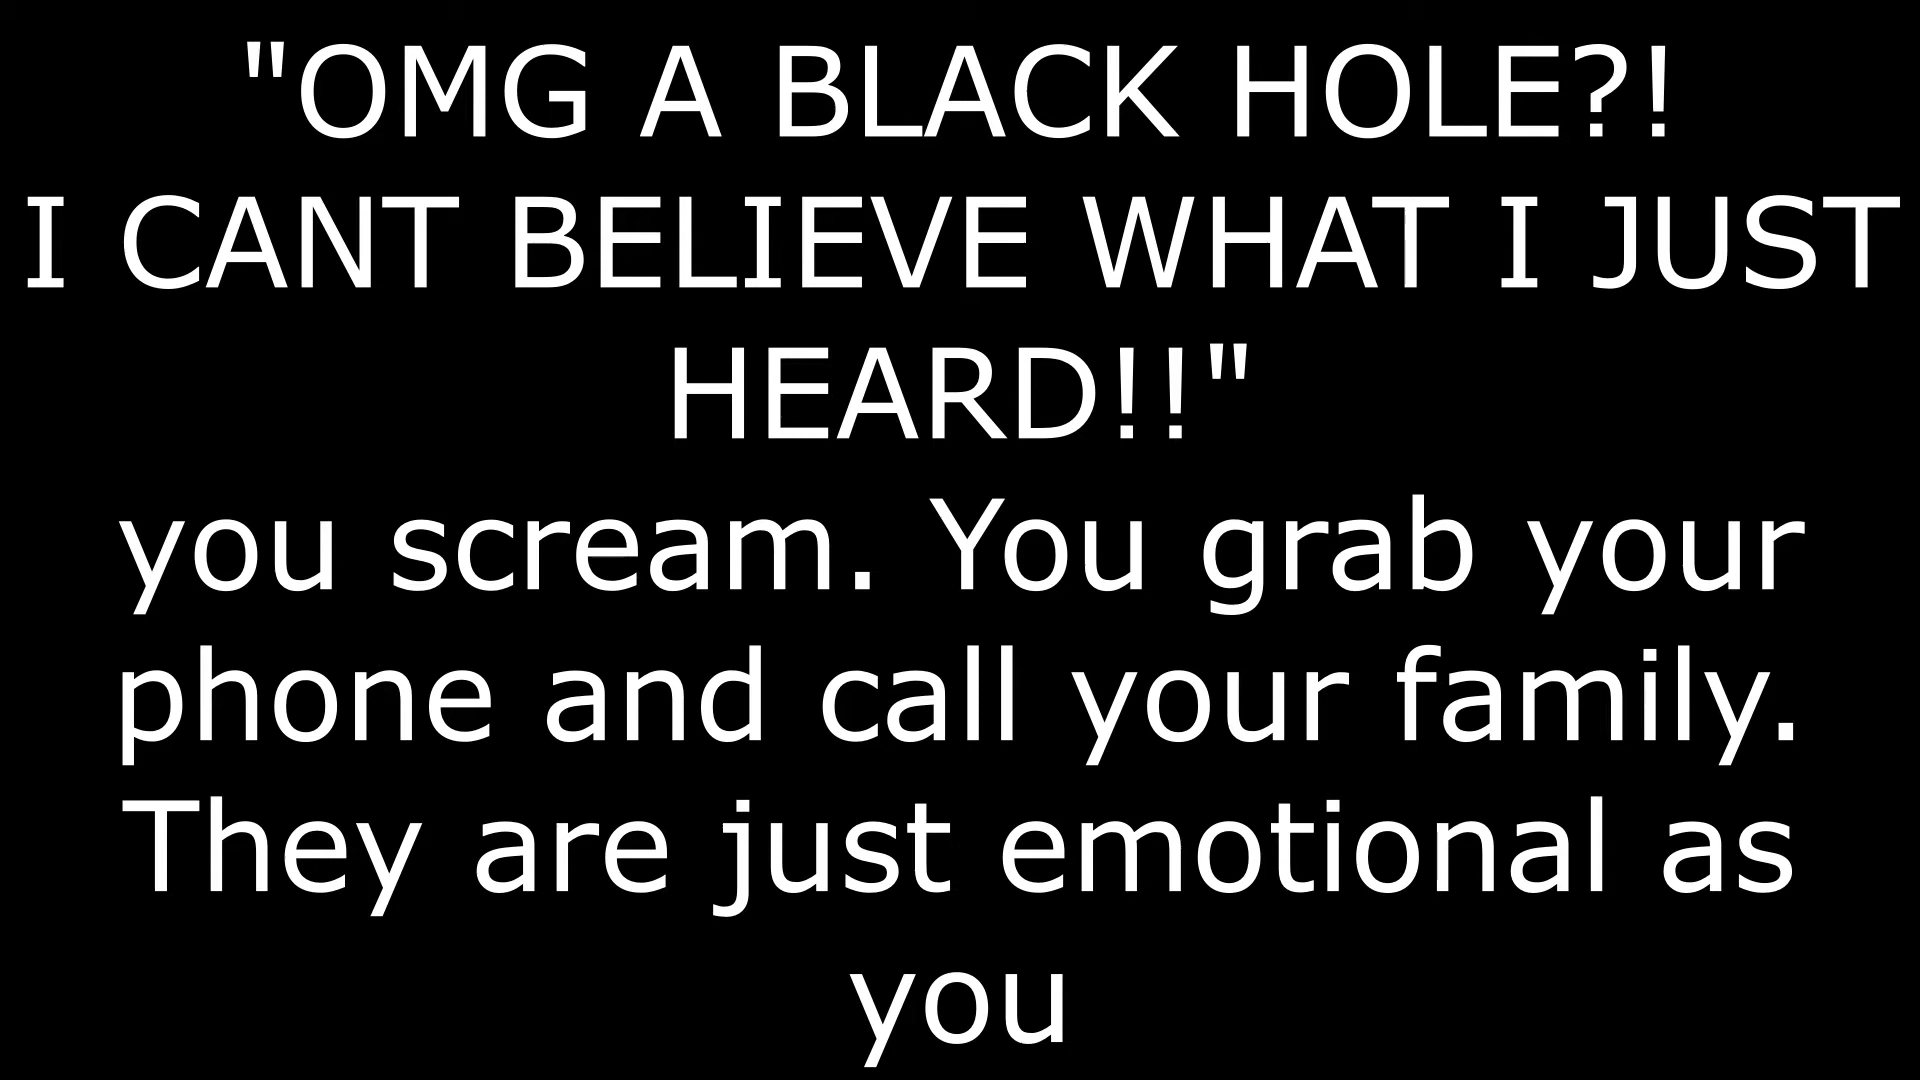 "OMG A BLACK HOLE?!
I CANT BELIEVE WHAT I JUST
HEARD!!"
you scream. You grab your
phone and call your family.
They are just emotional as
you